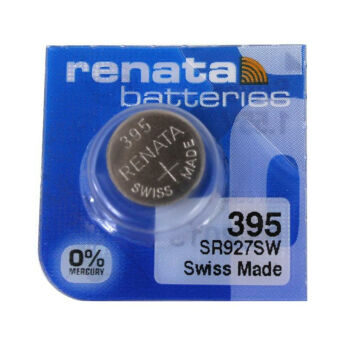 renata
batteries
395
RENATA
+
SWISS MADE
395
SR927SW
Swiss Made
0%
MERCURY